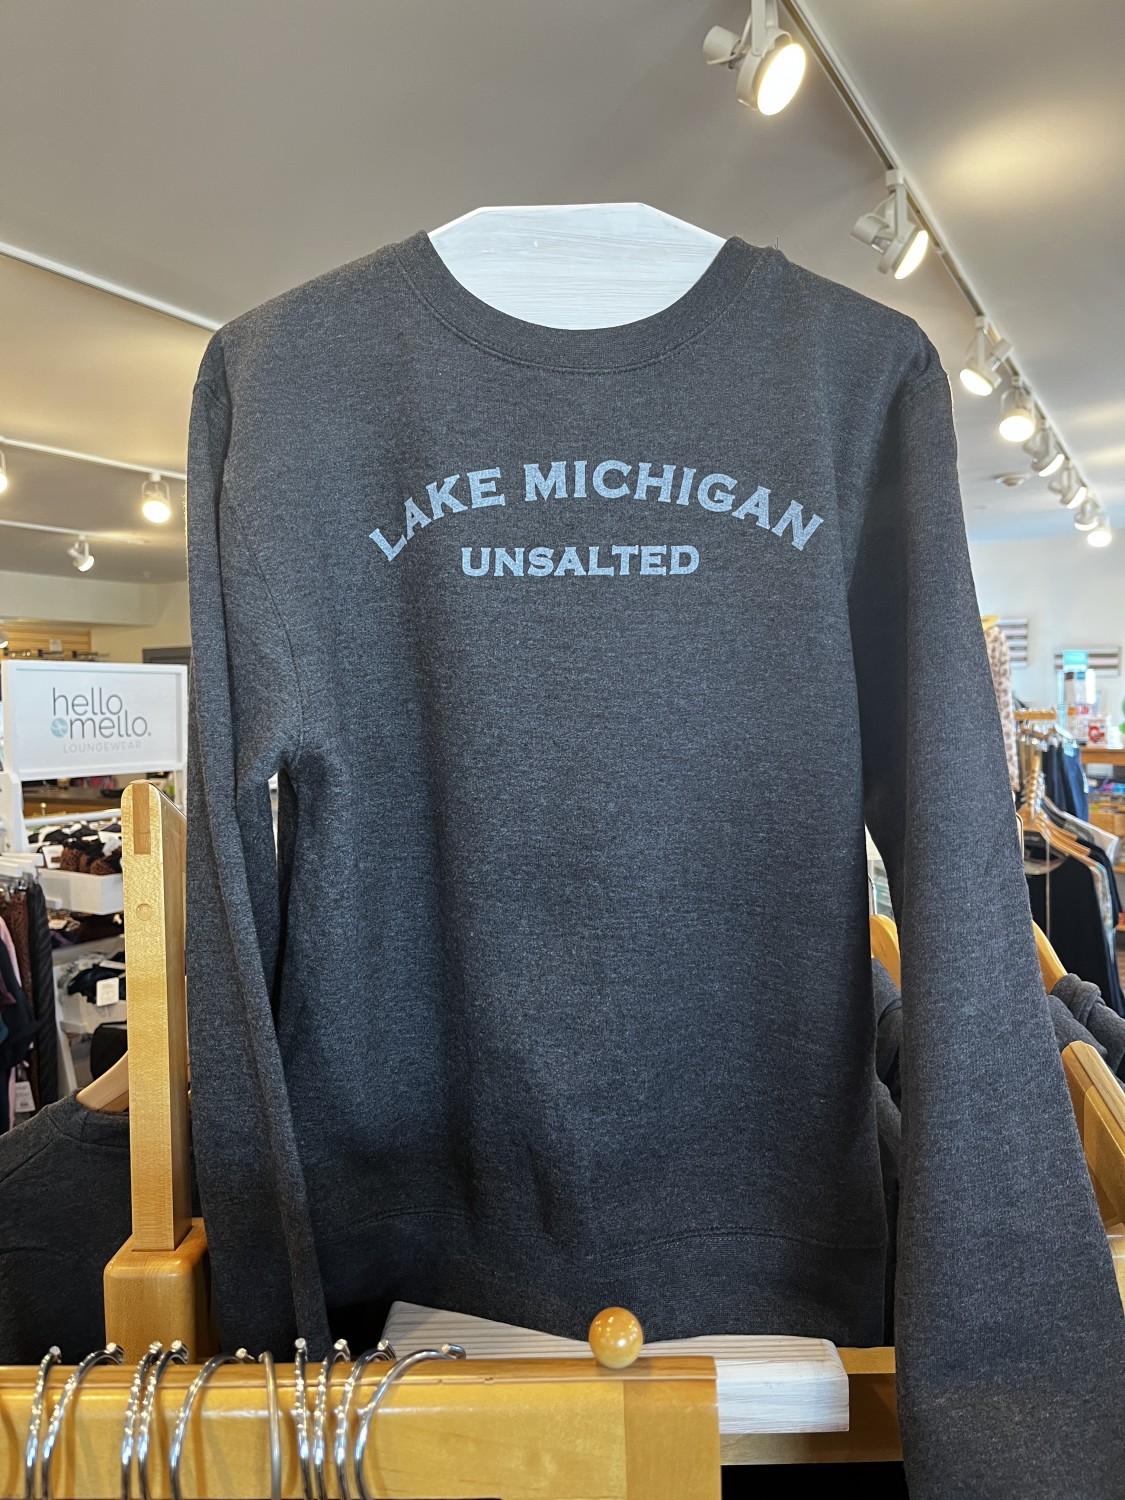 LAKE MICHIGAN
UNSALTED
hello
mello.
LOUNGEWEAR